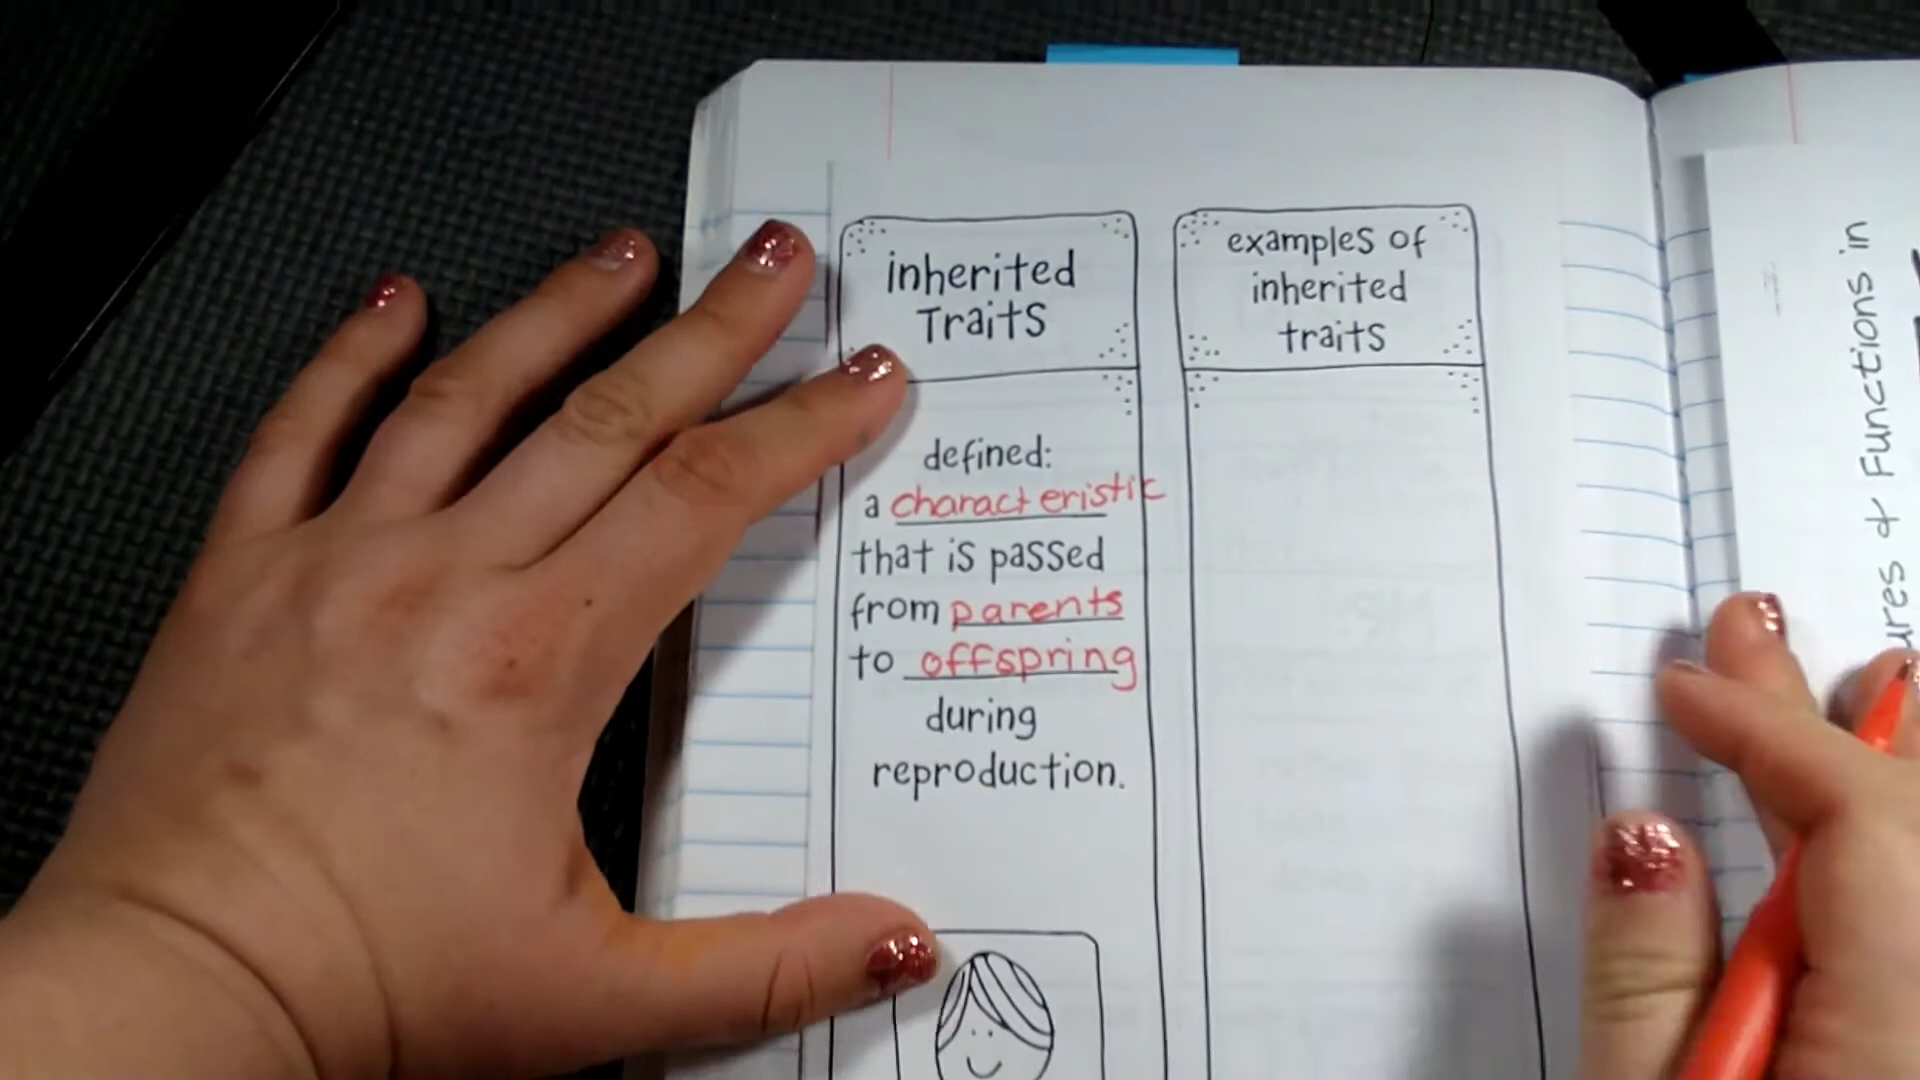 inherited
Traits
defined:
a characteristic
that is passed
from parents
to offspring
during
reproduction.
examples of
inherited
traits
& Functions in